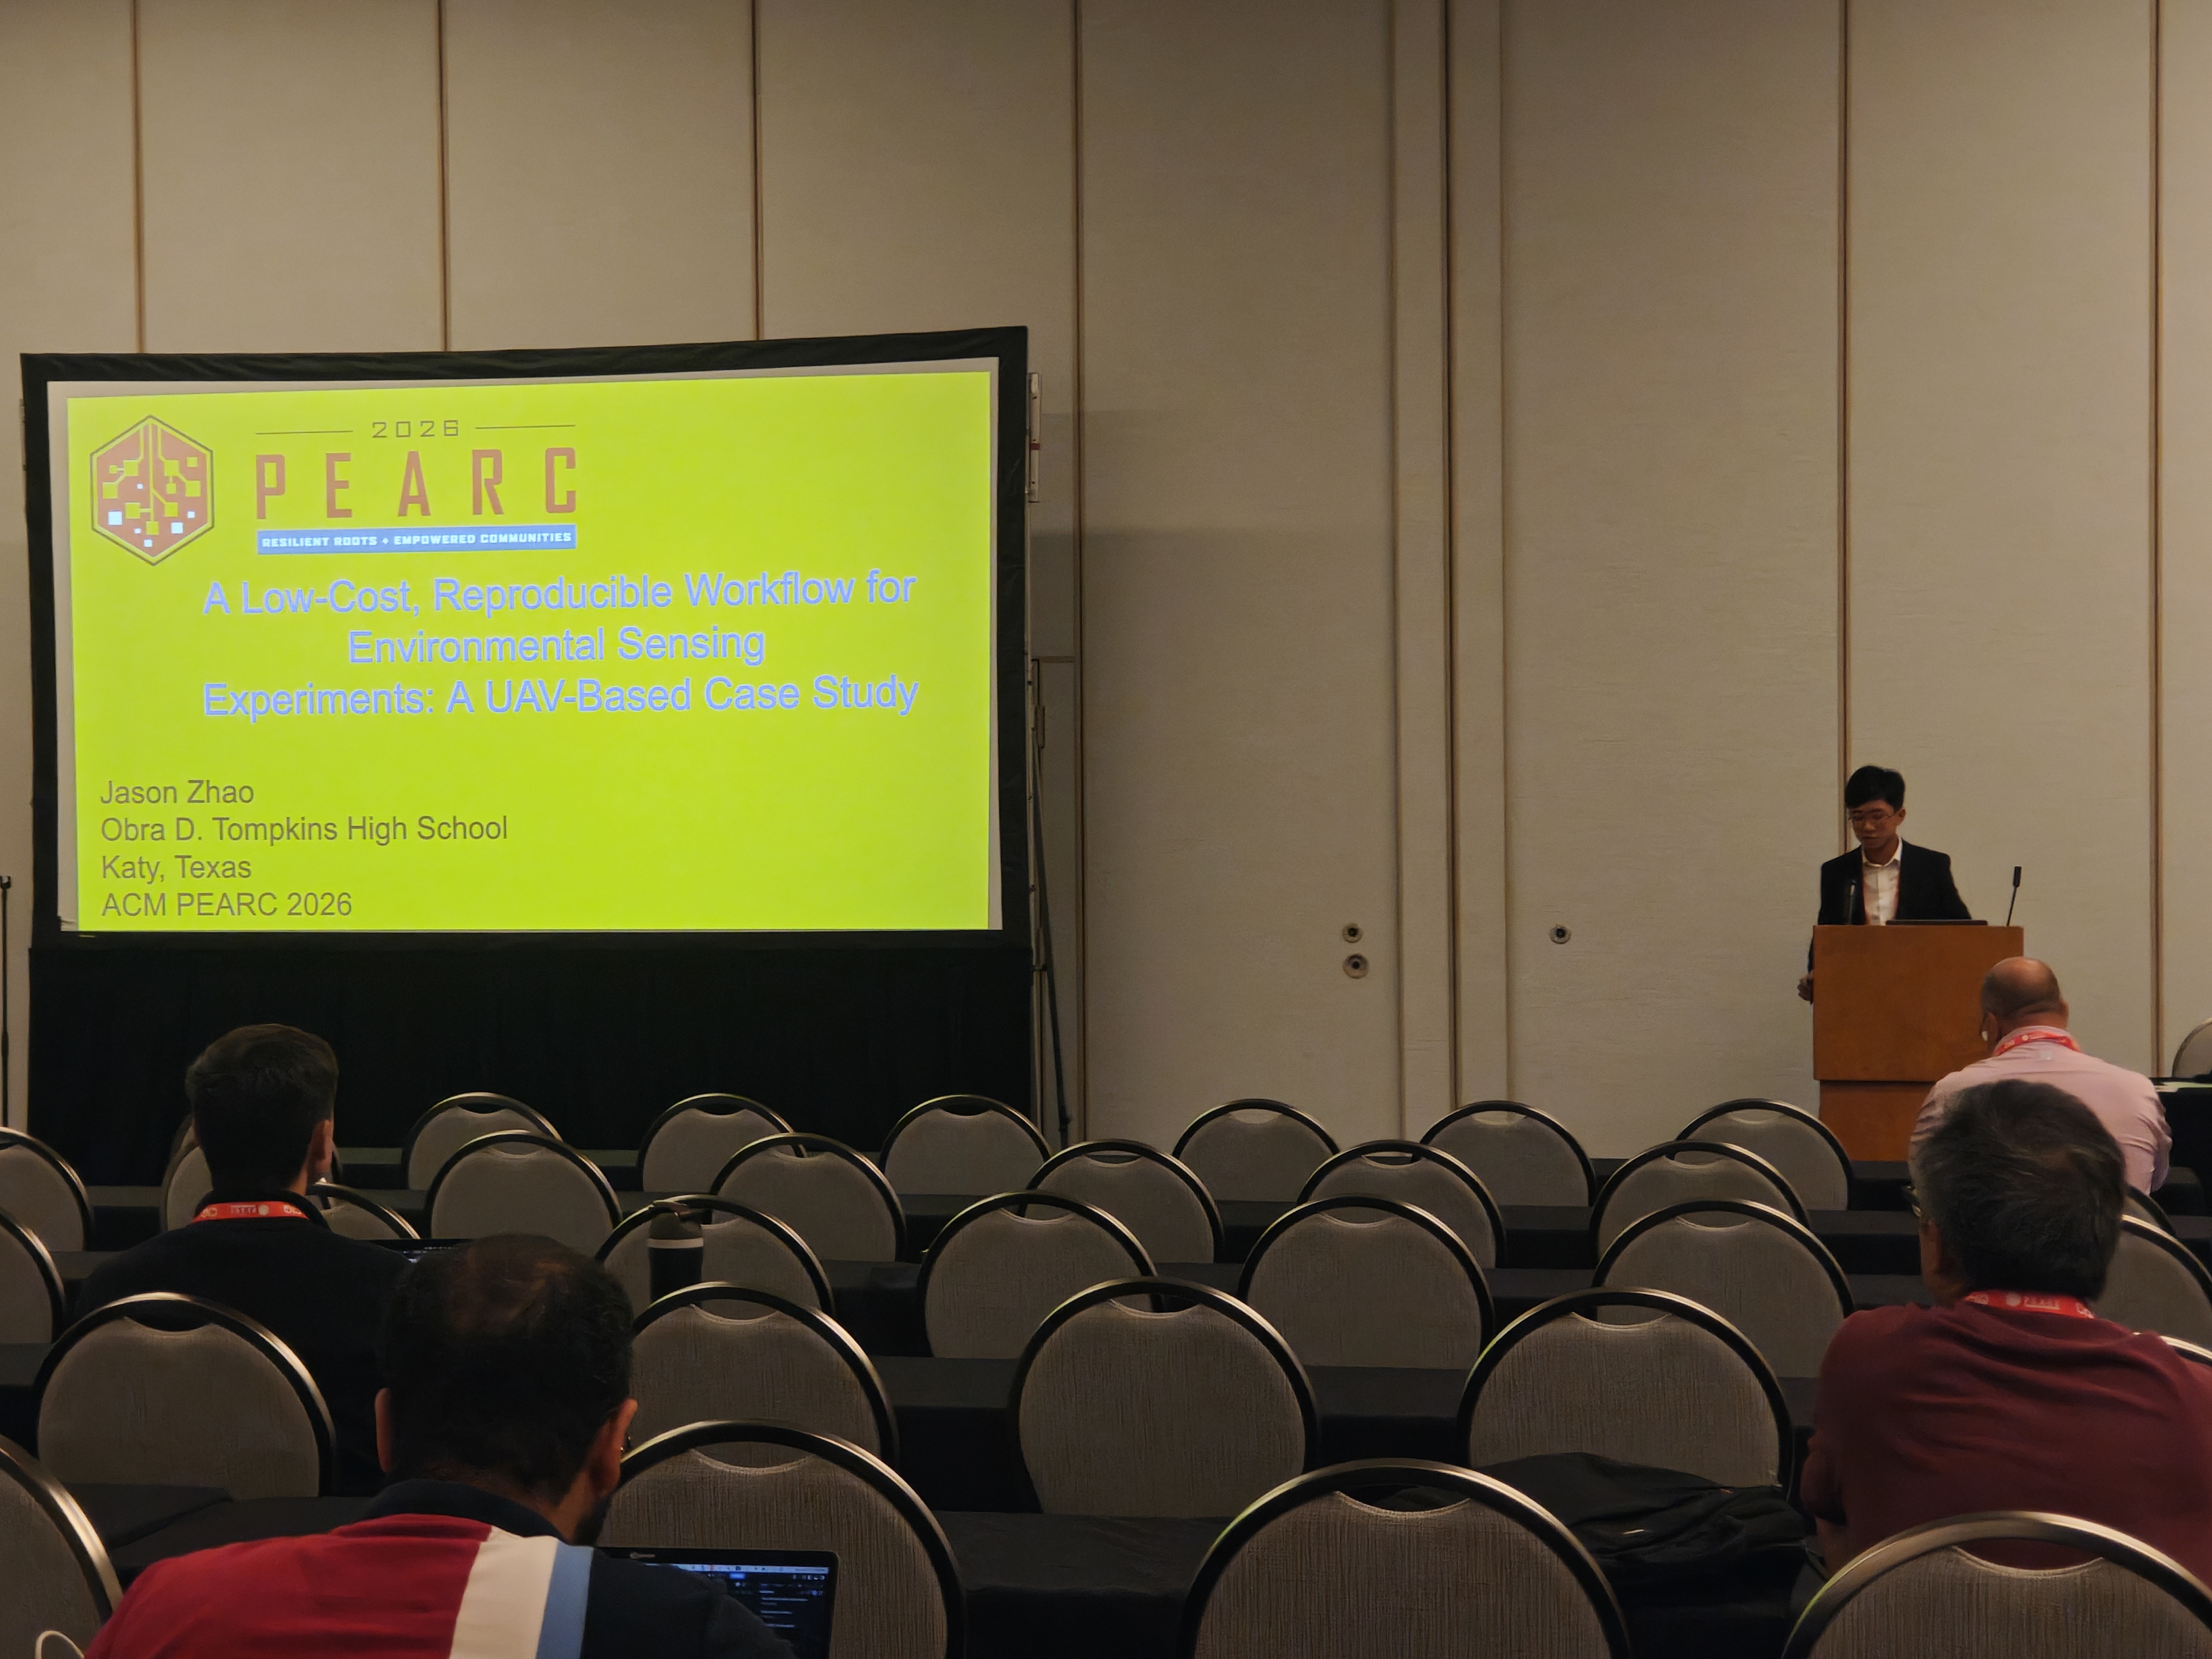 2026
PEARC
RESILIENT ROOTS + EMPOWERED COMMUNITIES
A Low-Cost, Reproducible Workflow for
Environmental Sensing
Experiments: A UAV-Based Case Study
Jason Zhao
Obra D. Tompkins High School
Katy, Texas
ACM PEARC 2026